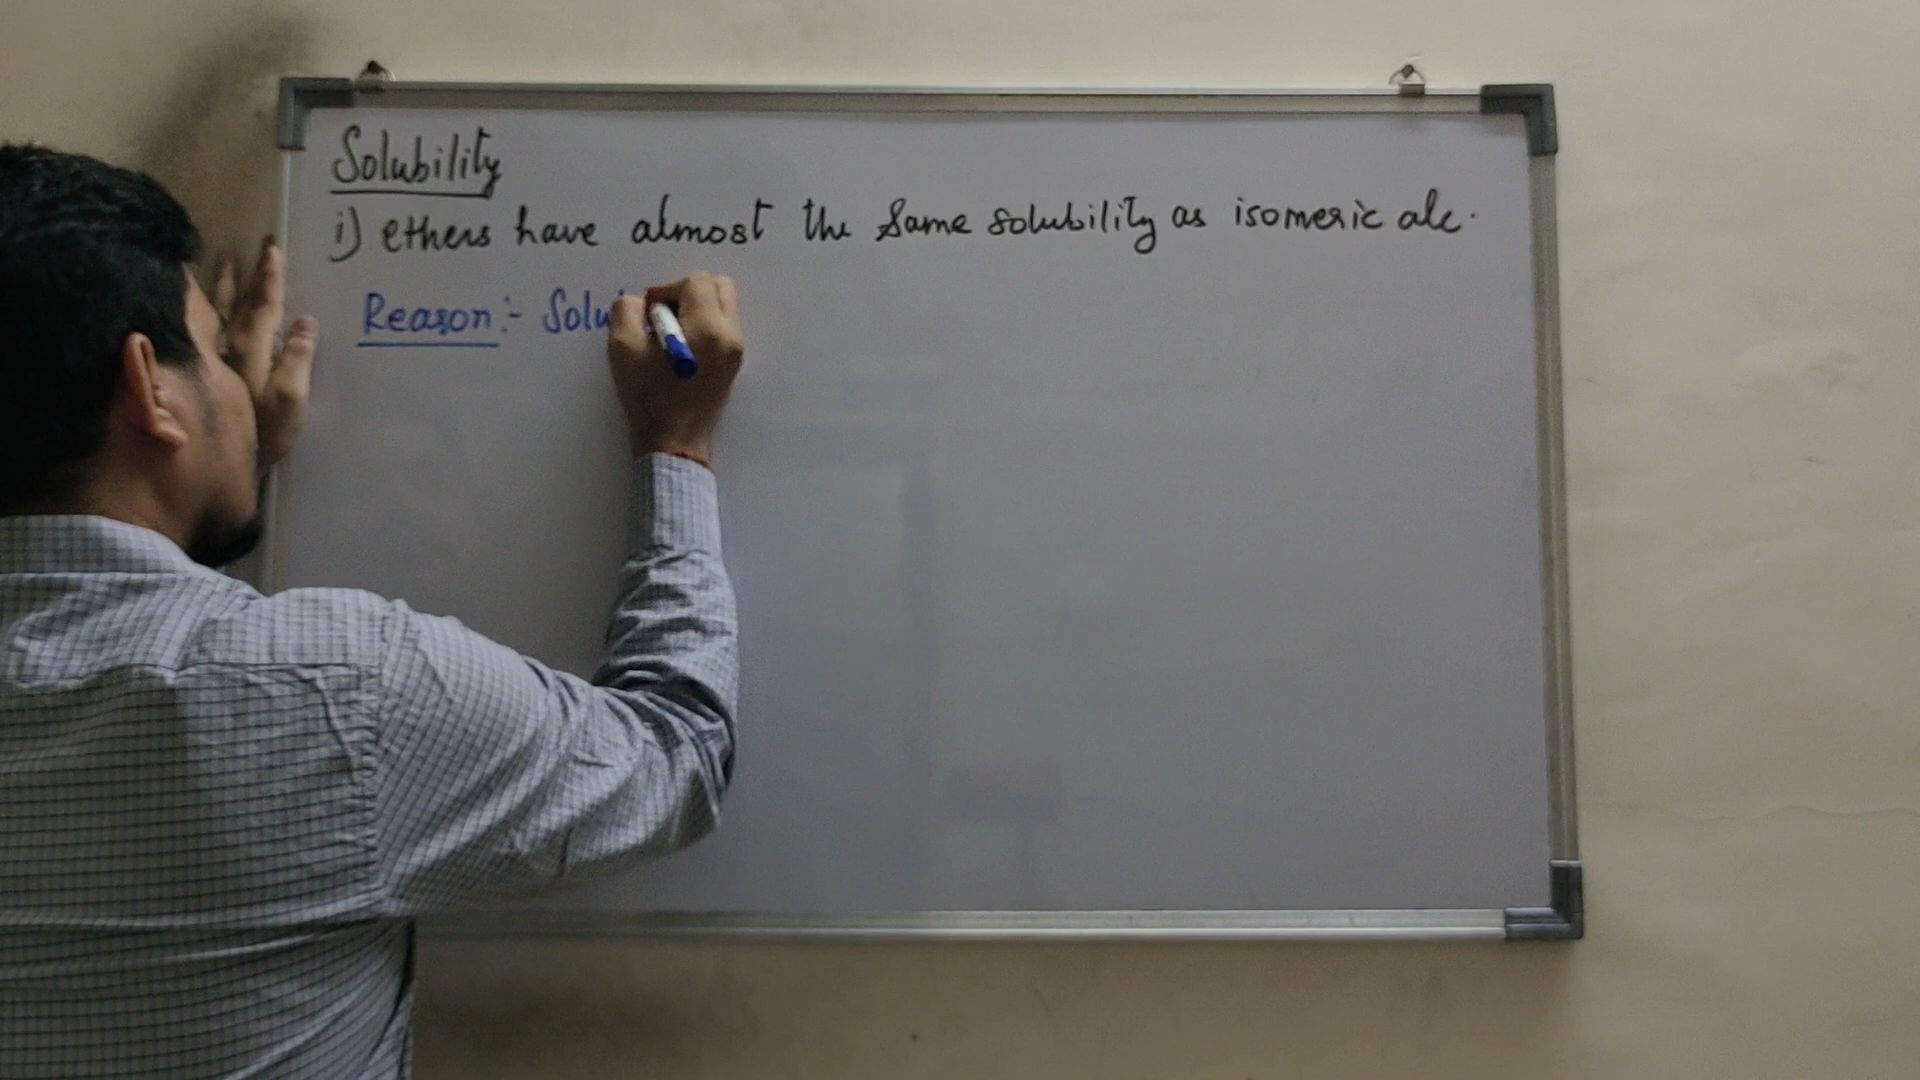 Solubility
i) ethers have almost the same solubility as isomeric alc.
Reason:- Solu